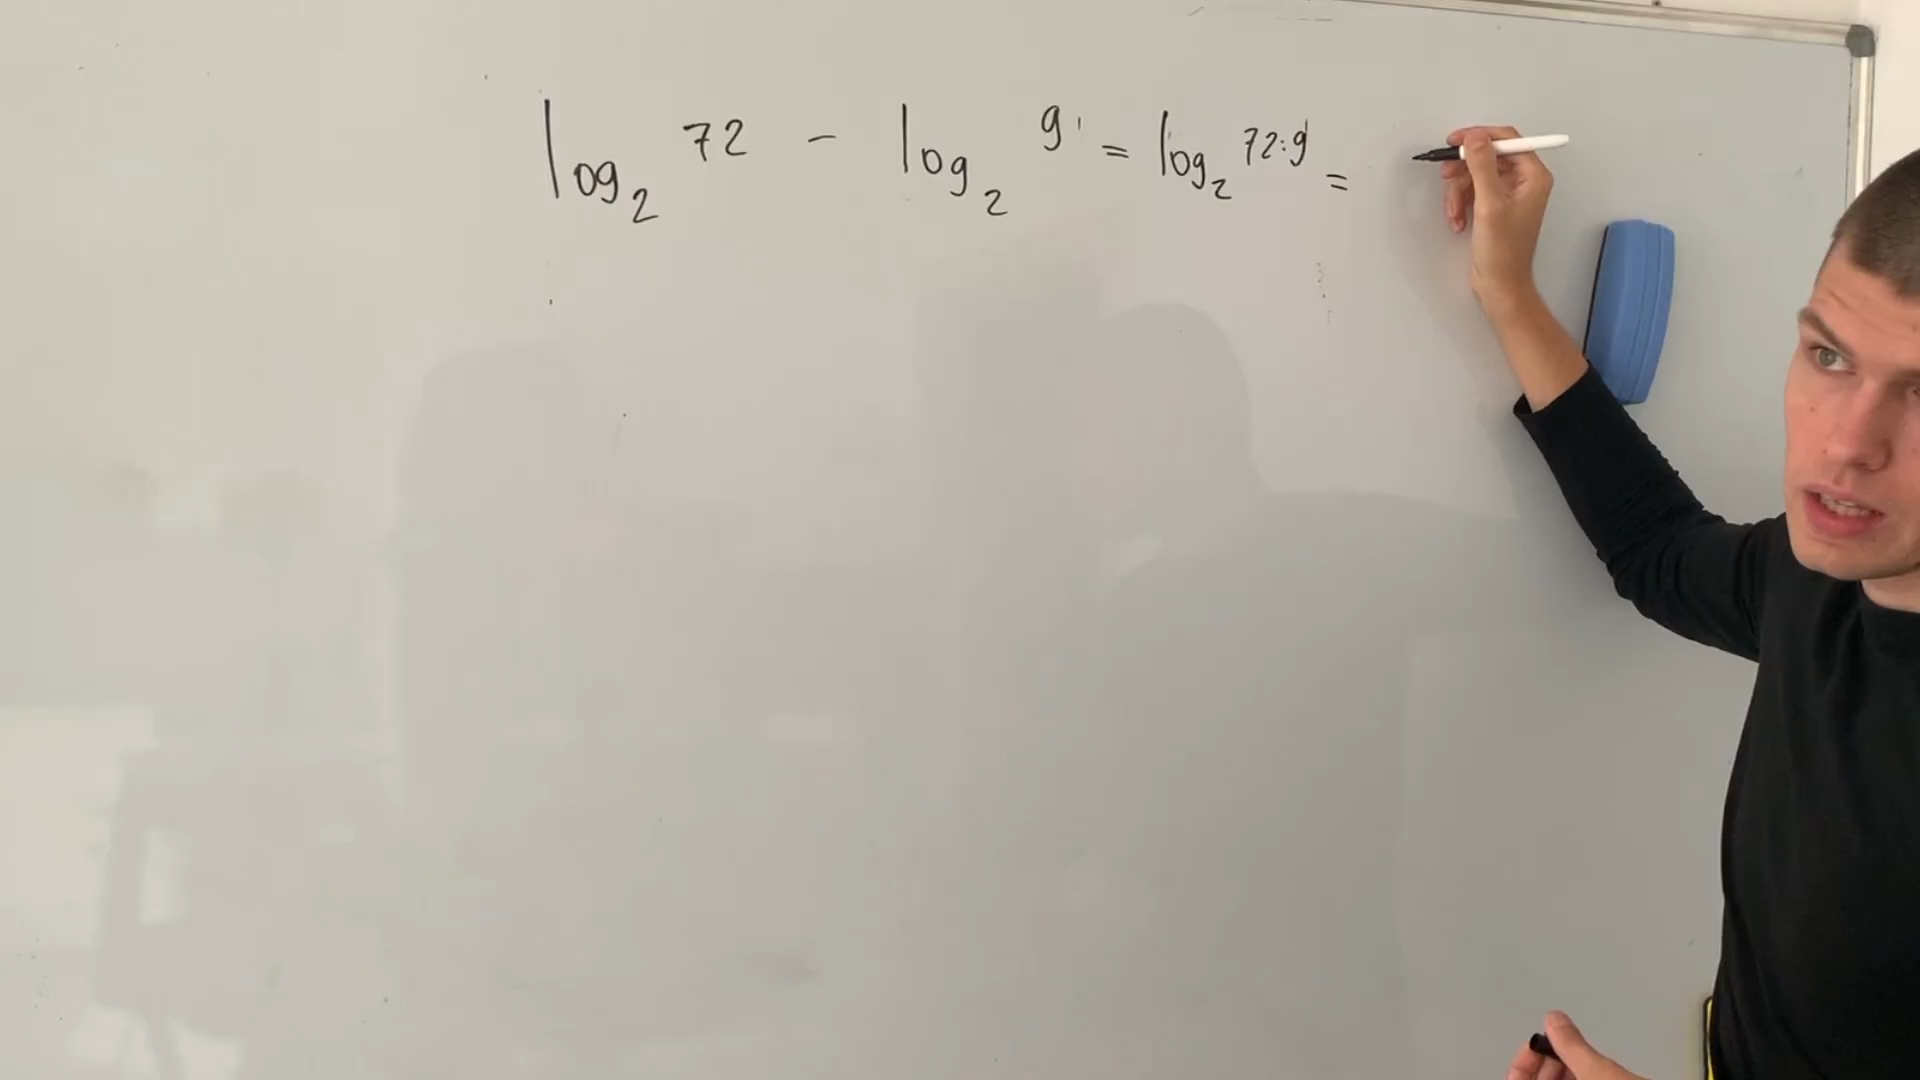 log₂ 72 - log₂ 9 = log₂ 72:9 =